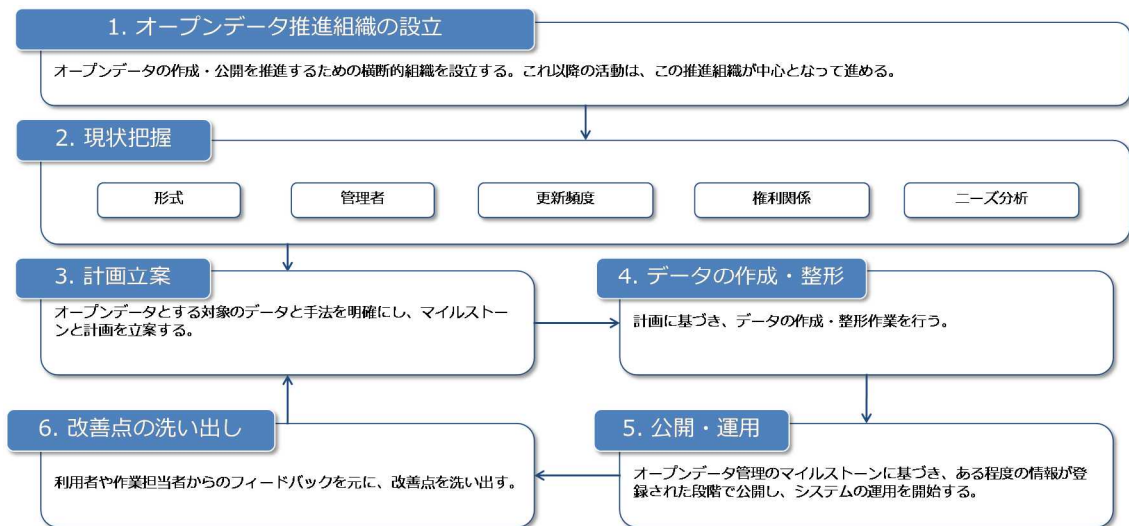 1. オープンデータ推進組織の設立
オープンデータの作成・公開を推進するための横断的組織を設立する。これ以降の活動は、この推進組織が中心となって進める。
2. 現状把握
形式
管理者
更新頻度
権利関係
ニーズ分析
3. 計画立案
オープンデータとする対象のデータと手法を明確にし、マイルストー
ンと計画を立案する。
4. データの作成・整形
計画に基づき、データの作成・整形作業を行う。
5. 公開・運用
オープンデータ管理のマイルストーンに基づき、ある程度の情報が登
録された段階で公開し、システムの運用を開始する。
6. 改善点の洗い出し
利用者や作業担当者からのフィードバックを元に、改善点を洗い出す。